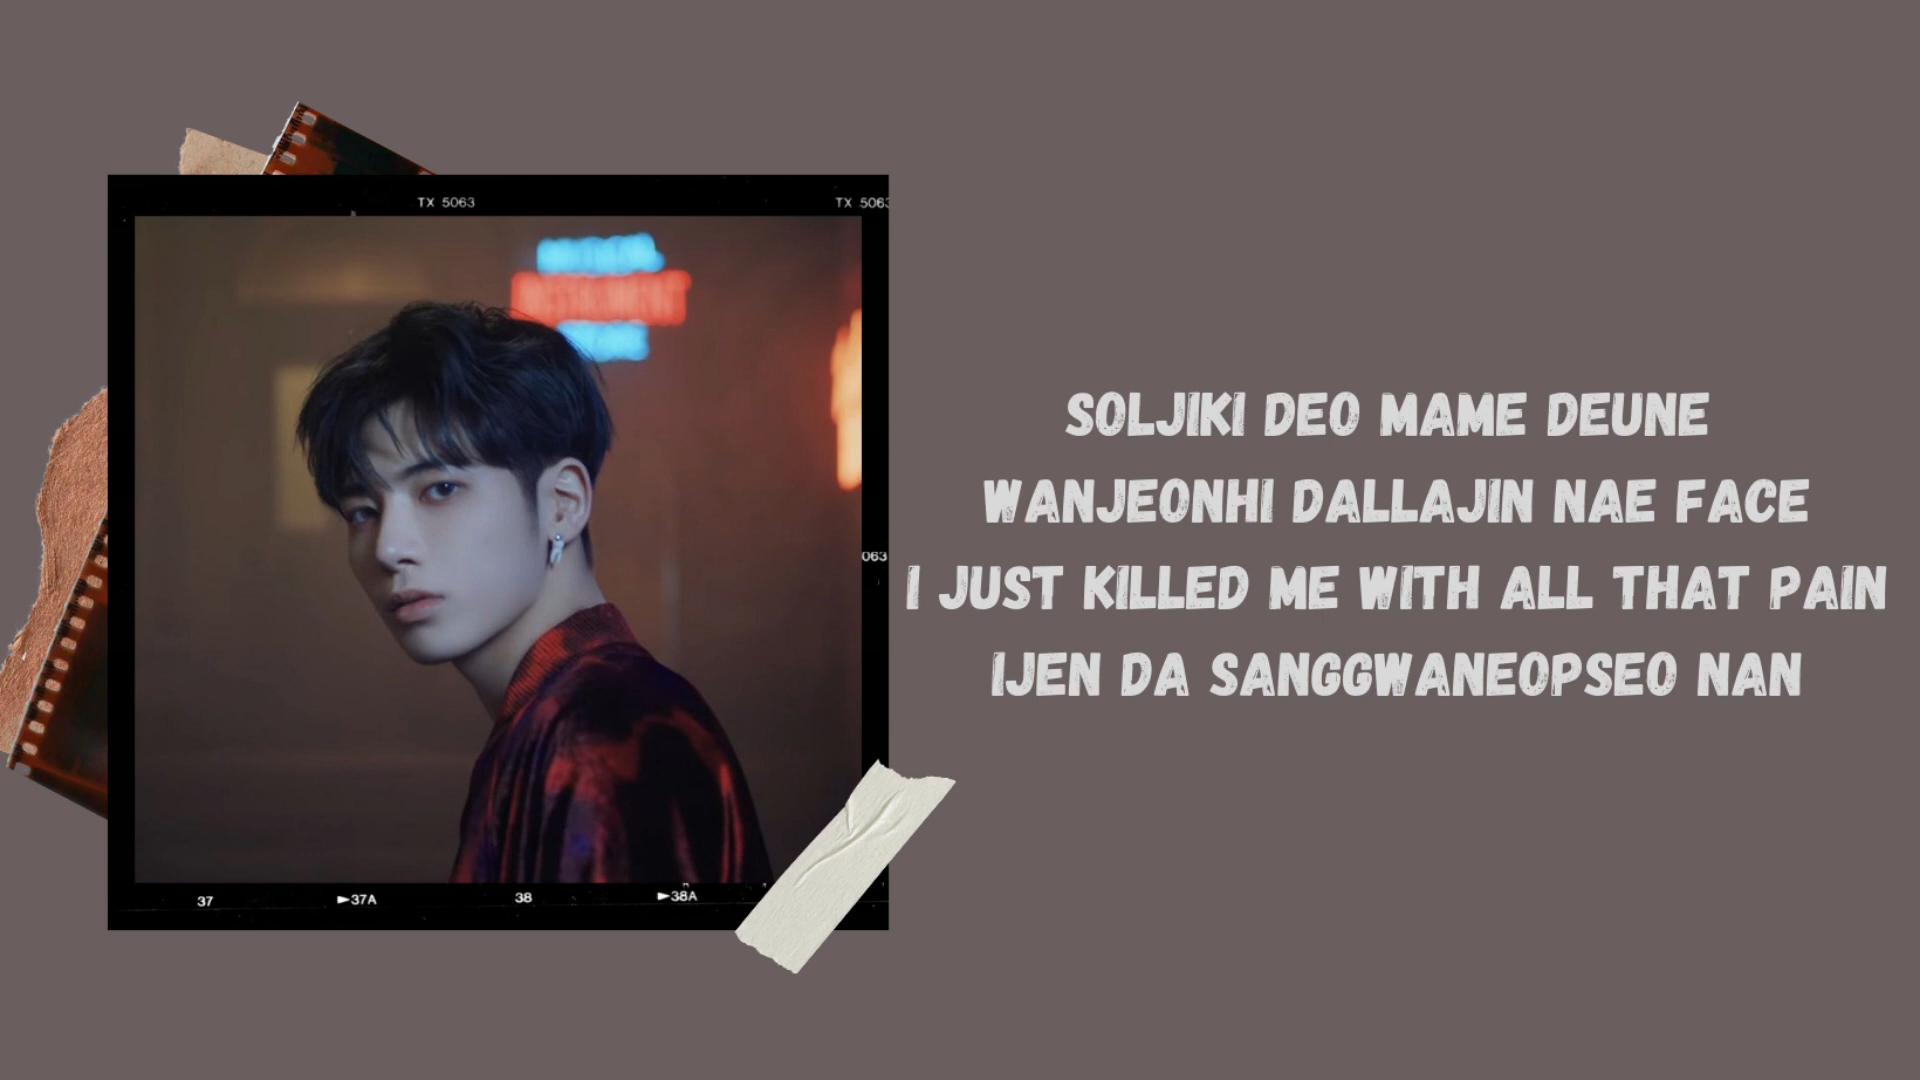 TX 5063
TX 5063
SOLJIKI DEO MAME DEUNE
WANJEONHI DALLAJIN NAE FACE
063
I JUST KILLED ME WITH ALL THAT PAIN
IJEN DA SANGGWANEOPSEO NAN
37
►37A
38
►38A